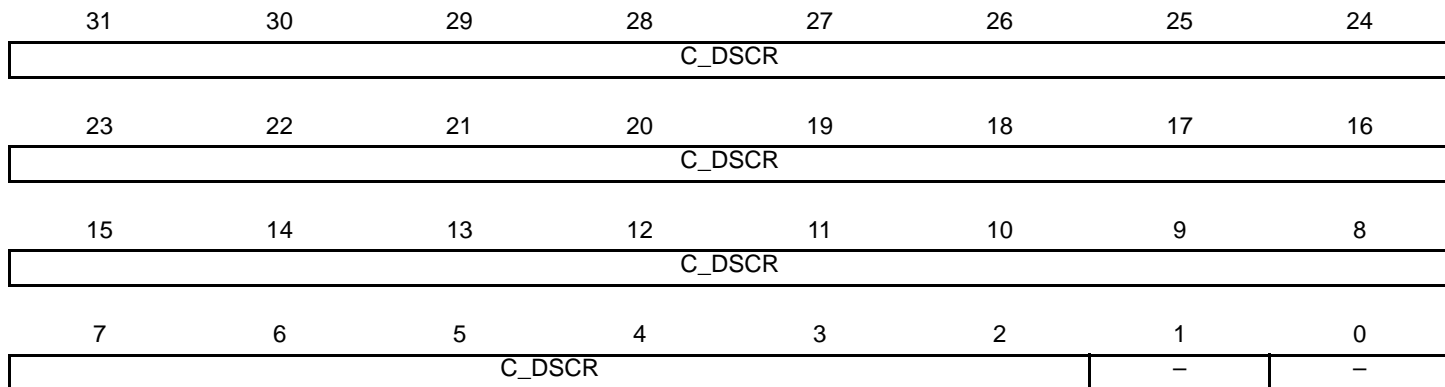 31 30 29 28 27 26 25 24
C_DSCR
23 22 21 20 19 18 17 16
C_DSCR
15 14 13 12 11 10 9 8
C_DSCR
7 6 5 4 3 2 1 0
C_DSCR – –